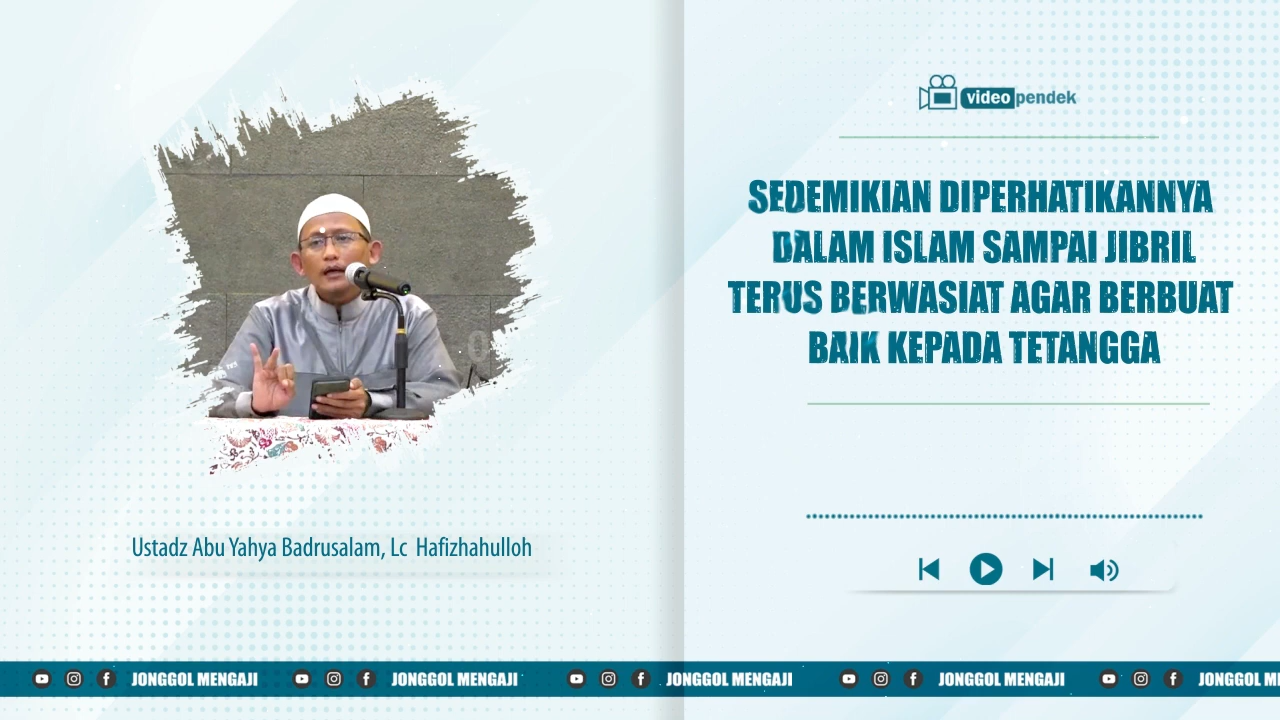 videopendek
SEDEMIKIAN DIPERHATIKANNYA
DALAM ISLAM SAMPAI JIBRIL
TERUS BERWASIAT AGAR BERBUAT
BAIK KEPADA TETANGGA
Ustadz Abu Yahya Badrusalam, Lc Hafizhahulloh
JONGGOL MENGAJI JONGGOL MENGAJI JONGGOL MENGAJI JONGGOL MENGAJI JONGGOL